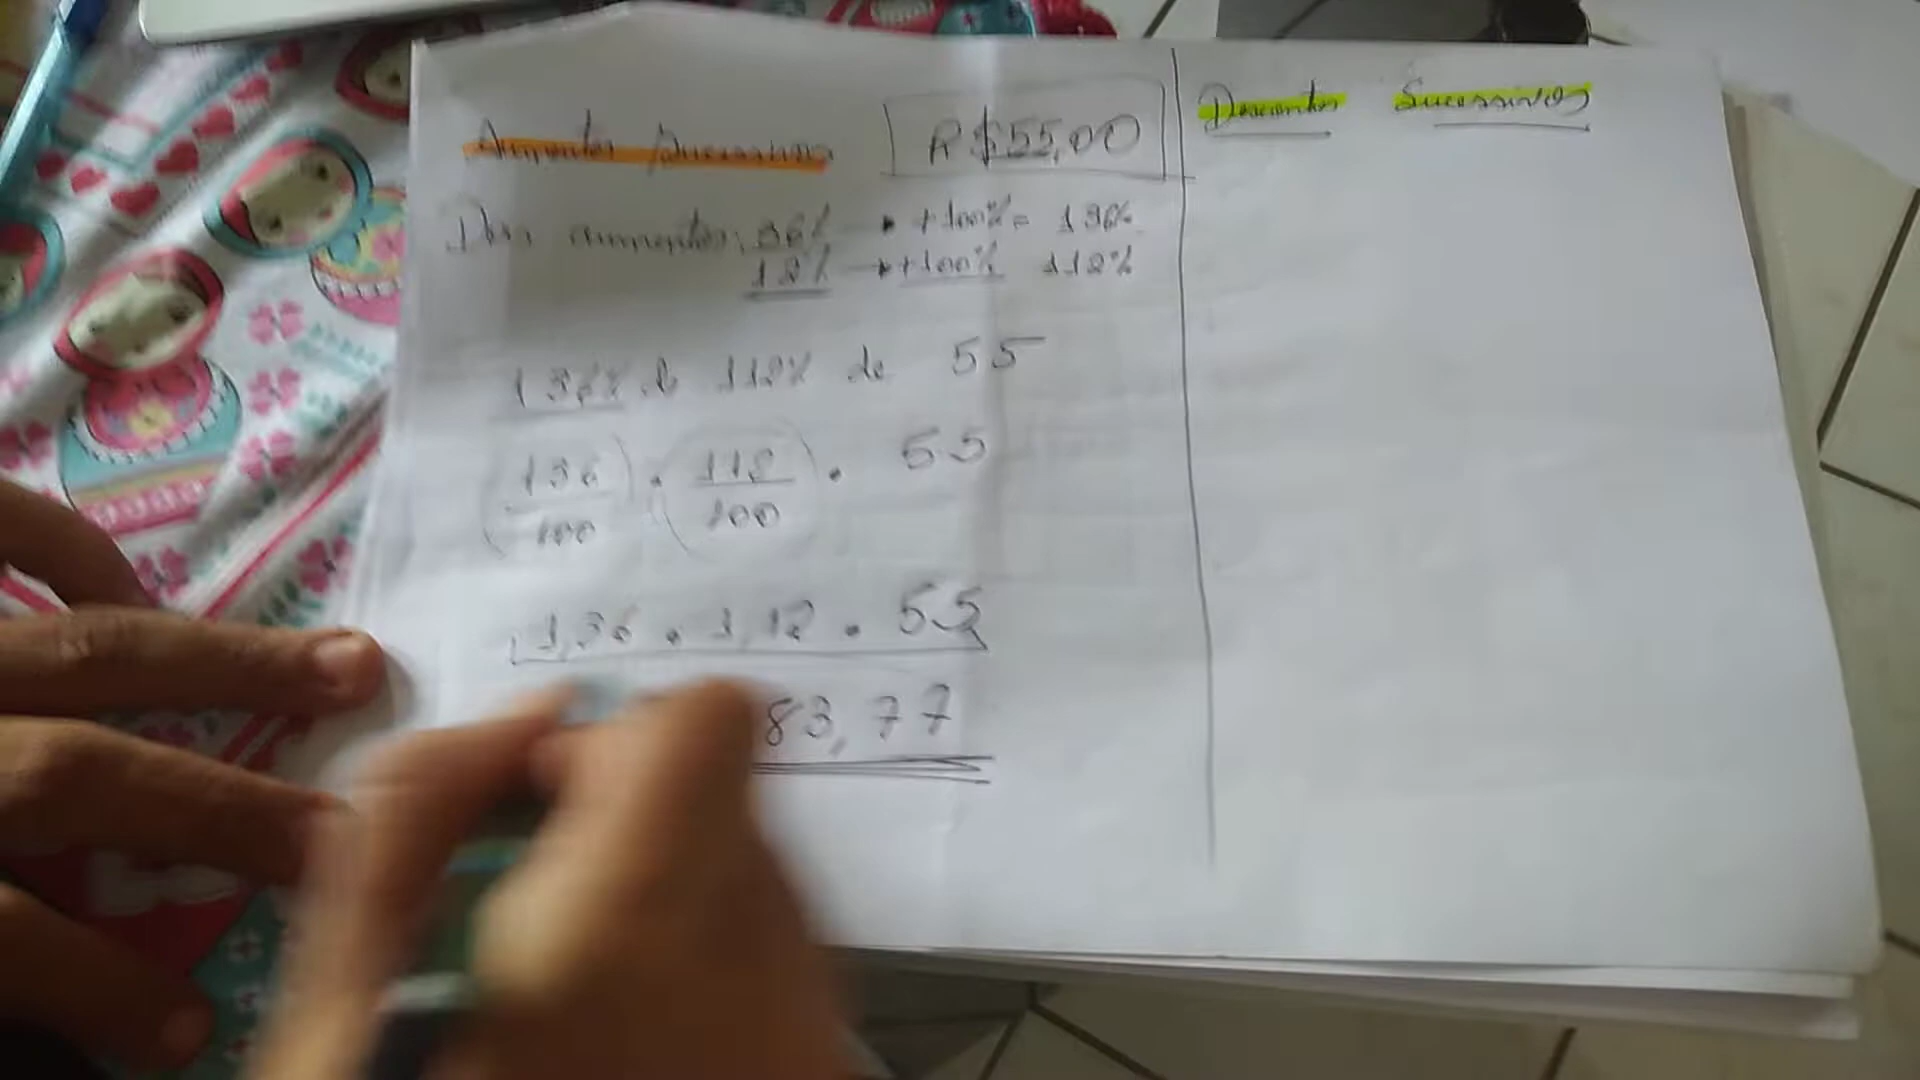 Aumentos sucessivos
R$55,00
Dois aumentos: 36% → +100% = 136%
12% → +100% 112%
136% de 112% de 55
(136/100) . (112/100) . 55
1,36 . 1,12 . 55
83,77
Descontos Sucessivos